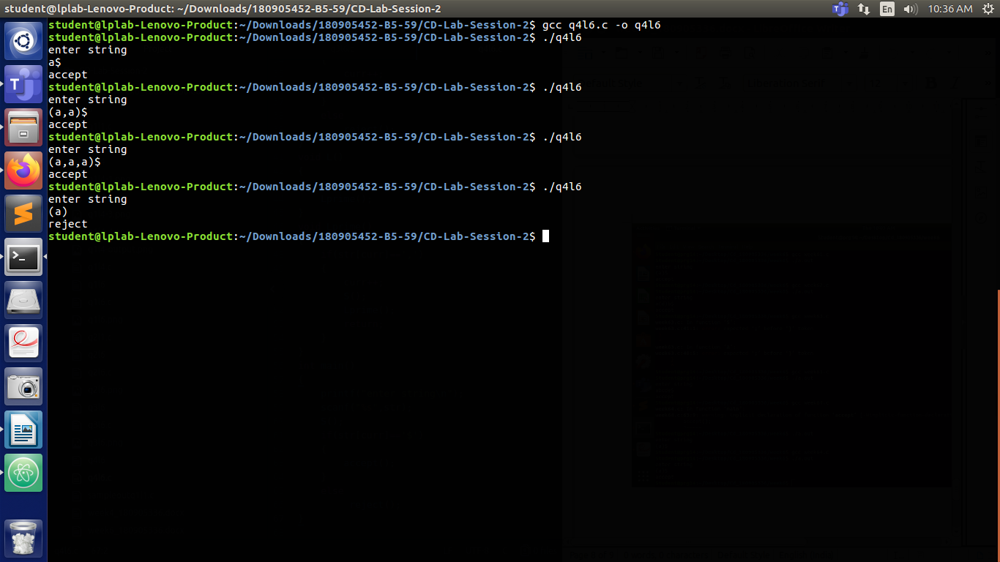 student@lplab-Lenovo-Product: ~/Downloads/180905452-B5-59/CD-Lab-Session-2 En 10:36 AM
student@lplab-Lenovo-Product:~/Downloads/180905452-B5-59/CD-Lab-Session-2$ gcc q4l6.c -o q4l6
student@lplab-Lenovo-Product:~/Downloads/180905452-B5-59/CD-Lab-Session-2$ ./q4l6
enter string
a$
accept
student@lplab-Lenovo-Product:~/Downloads/180905452-B5-59/CD-Lab-Session-2$ ./q4l6
enter string
(a,a)$
accept
student@lplab-Lenovo-Product:~/Downloads/180905452-B5-59/CD-Lab-Session-2$ ./q4l6
enter string
(a,a,a)$
accept
student@lplab-Lenovo-Product:~/Downloads/180905452-B5-59/CD-Lab-Session-2$ ./q4l6
enter string
(a)
reject
student@lplab-Lenovo-Product:~/Downloads/180905452-B5-59/CD-Lab-Session-2$